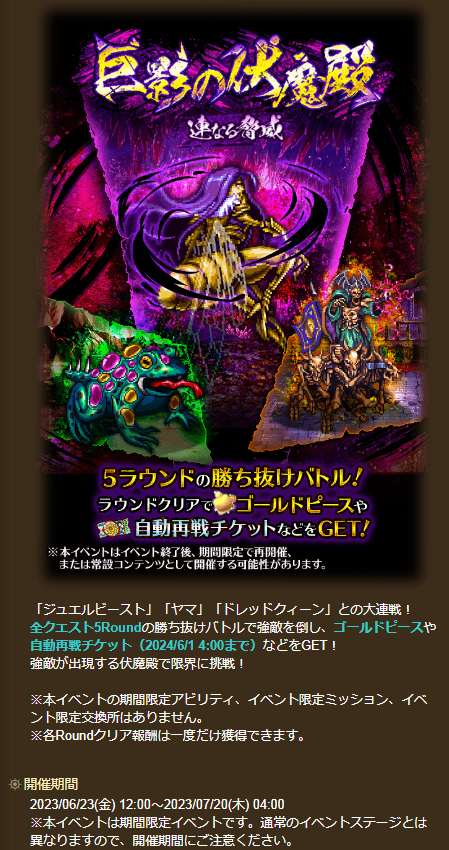 巨影の伏魔殿
連なる脅威
5ラウンドの勝ち抜けバトル!
ラウンドクリアでゴールドピースや
自動再戦チケットなどをGET!
※本イベントはイベント終了後、期間限定で再開催、
または常設コンテンツとして開催する可能性があります。
「ジュエルビースト」「ヤマ」「ドレッドクィーン」との大連戦！
全クエスト5Roundの勝ち抜けバトルで強敵を倒し、ゴールドピースや
自動再戦チケット（2024/6/1 4:00まで）などをGET！
強敵が出現する伏魔殿で限界に挑戦！
※本イベントの期間限定アビリティ、イベント限定ミッション、イベ
ント限定交換所はありません。
※各Roundクリア報酬は一度だけ獲得できます。
開催期間
2023/06/23(金) 12:00～2023/07/20(木) 04:00
※本イベントは期間限定イベントです。通常のイベントステージとは
異なりますので、開催期間にご注意ください。